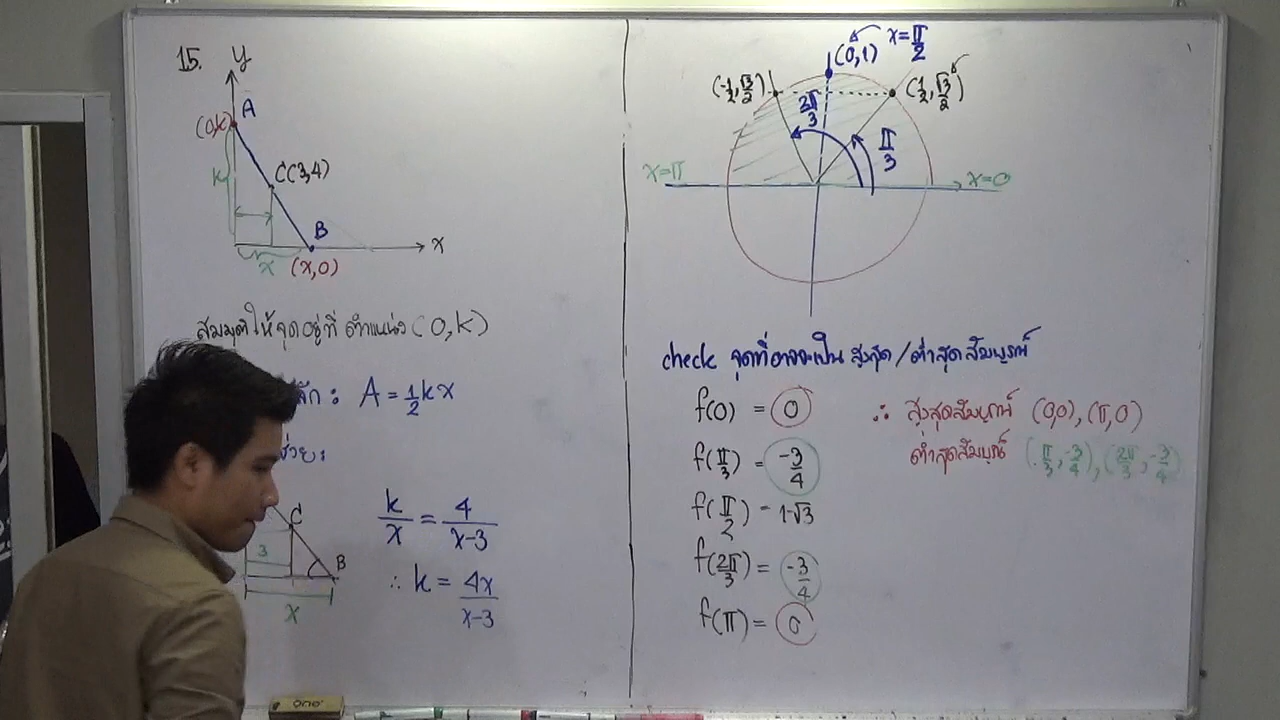 15.
y
A
(0,k)
k
C(3,4)
B
x
x (x,0)
สมมุติให้จุดอยู่ที่ ตำแหน่ง (0,k)
A = 1/2 kx
ช่วย:
C
3
B
x
k/x = 4/(x-3)
∴ k = 4x/(x-3)
(0,1) x = π/2
(-1/2, √3/2)
(1/2, √3/2)
2π/3
π/3
x=π
x=0
check จุดที่อาจจะเป็น สูงสุด/ต่ำสุดสัมบูรณ์
f(0) = 0
f(π/3) = -3/4
f(π/2) = 1-√3
f(2π/3) = -3/4
f(π) = 0
∴ สูงสุดสัมบูรณ์ (0,0), (π,0)
ต่ำสุดสัมบูรณ์ (π/3, -3/4), (2π/3, -3/4)